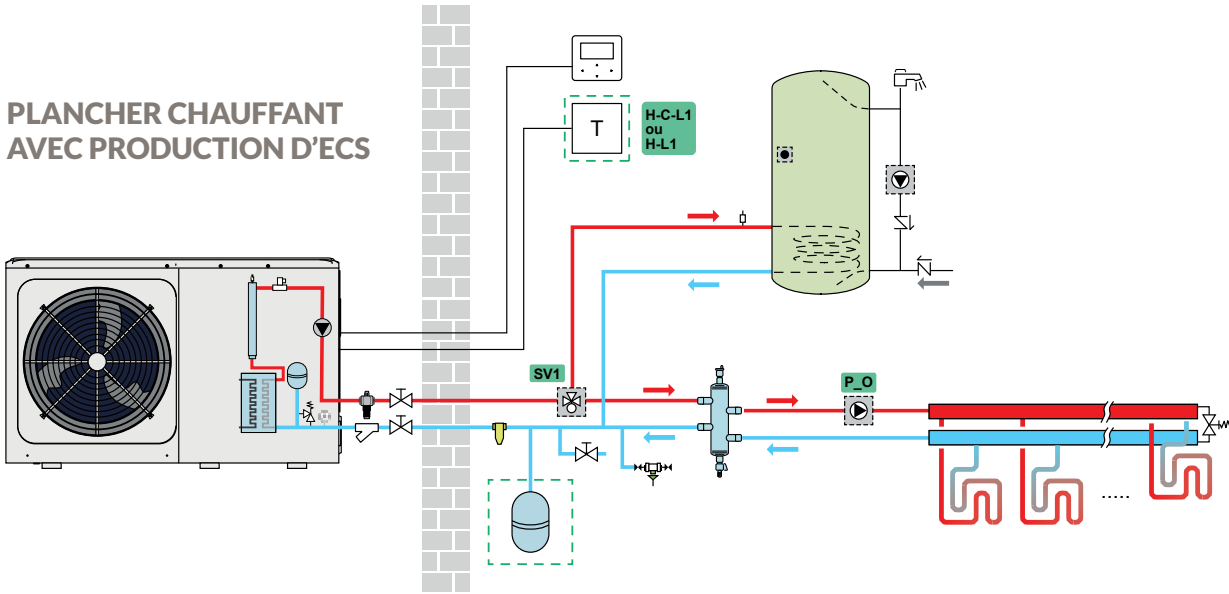 PLANCHER CHAUFFANT
AVEC PRODUCTION D'ECS
T
H-C-L1
ou
H-L1
SV1
P_O
.....